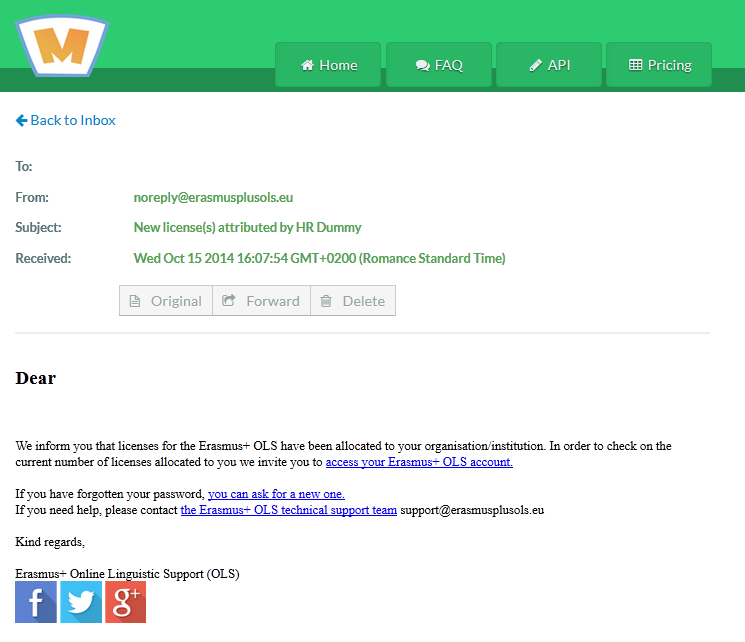 M
Home FAQ API Pricing
Back to Inbox
To:
From: noreply@erasmusplusols.eu
Subject: New license(s) attributed by HR Dummy
Received: Wed Oct 15 2014 16:07:54 GMT+0200 (Romance Standard Time)
Original Forward Delete
Dear
We inform you that licenses for the Erasmus+ OLS have been allocated to your organisation/institution. In order to check on the
current number of licenses allocated to you we invite you to access your Erasmus+ OLS account.
If you have forgotten your password, you can ask for a new one.
If you need help, please contact the Erasmus+ OLS technical support team support@erasmusplusols.eu
Kind regards,
Erasmus+ Online Linguistic Support (OLS)
f g+